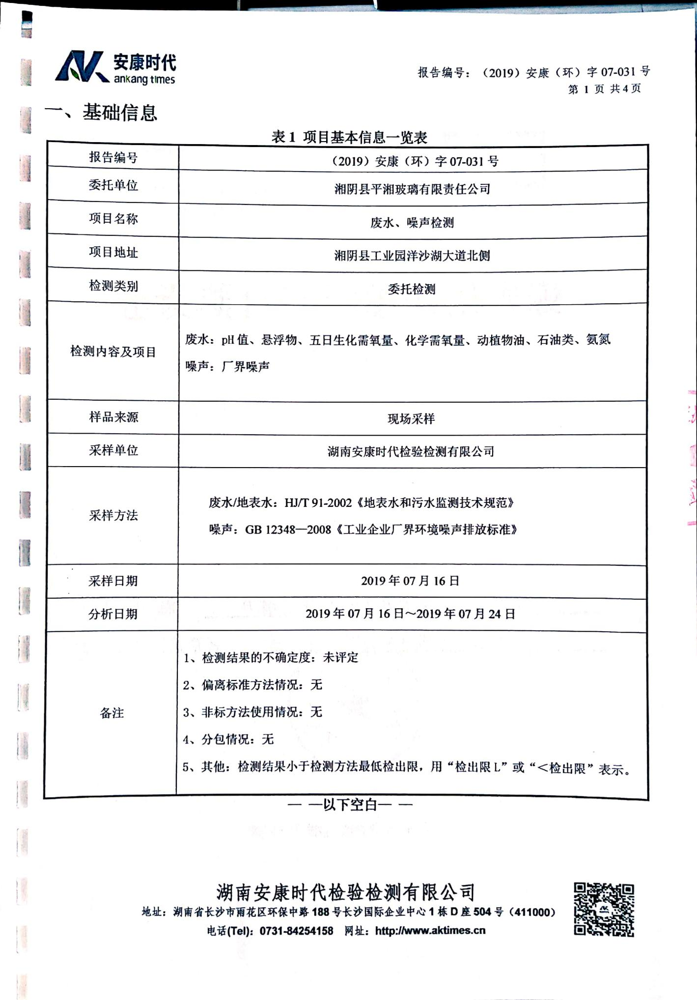 安康时代
ankang times
报告编号：（2019）安康（环）字 07-031 号
第 1 页 共 4 页
一、基础信息
表 1 项目基本信息一览表
报告编号
（2019）安康（环）字 07-031 号
委托单位
湘阴县平湘玻璃有限责任公司
项目名称
废水、噪声检测
项目地址
湘阴县工业园洋沙湖大道北侧
检测类别
委托检测
检测内容及项目
废水：pH 值、悬浮物、五日生化需氧量、化学需氧量、动植物油、石油类、氨氮
噪声：厂界噪声
样品来源
现场采样
采样单位
湖南安康时代检验检测有限公司
采样方法
废水/地表水：HJ/T 91-2002《地表水和污水监测技术规范》
噪声：GB 12348—2008《工业企业厂界环境噪声排放标准》
采样日期
2019 年 07 月 16 日
分析日期
2019 年 07 月 16 日～2019 年 07 月 24 日
备注
1、检测结果的不确定度：未评定
2、偏离标准方法情况：无
3、非标方法使用情况：无
4、分包情况：无
5、其他：检测结果小于检测方法最低检出限，用“检出限 L”或“＜检出限”表示。
— —以下空白— —
湖南安康时代检验检测有限公司
地址：湖南省长沙市雨花区环保中路 188 号长沙国际企业中心 1 栋 D 座 504 号（411000）
电话(Tel)：0731-84254158 网址：http://www.aktimes.cn